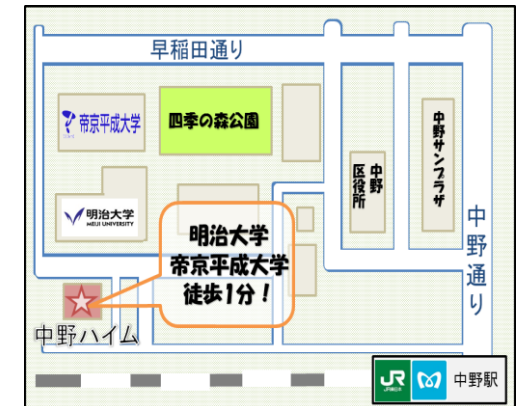 早稲田通り
帝京平成大学
四季の森公園
中野
区役所
中野サンプラザ
明治大学
MEIJI UNIVERSITY
明治大学
帝京平成大学
徒歩1分！
中野通り
中野ハイム
JR
中野駅